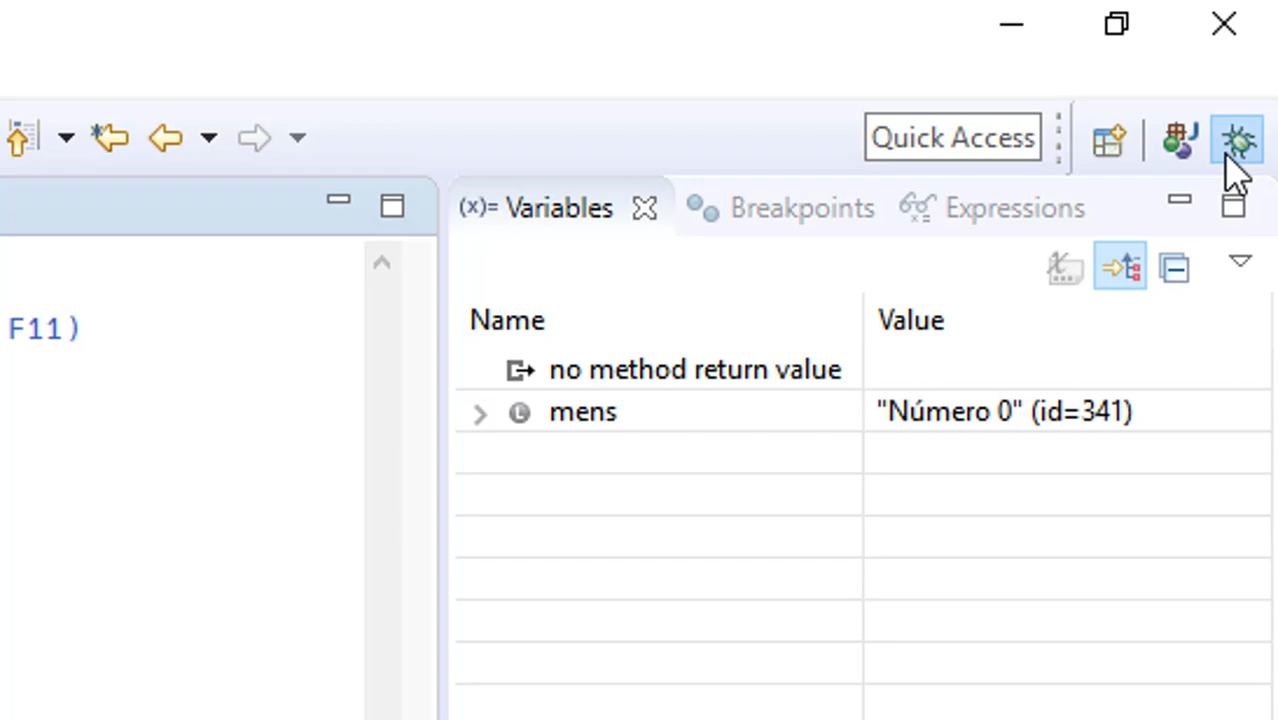 Quick Access
(x)= Variables Breakpoints Expressions
F11)
Name Value
no method return value
mens "Número 0" (id=341)